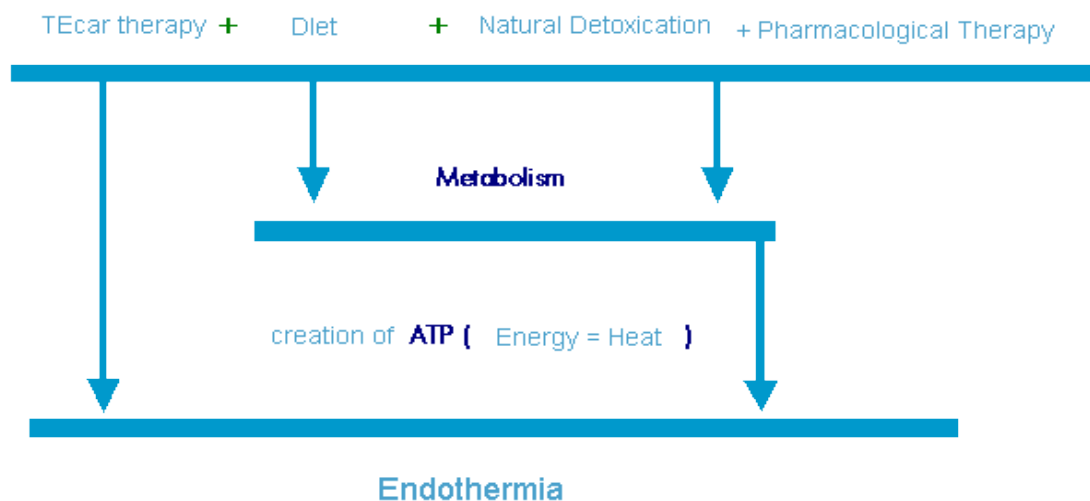 TEcar therapy + DIet + Natural Detoxication + Pharmacological Therapy
Metabolism
creation of ATP ( Energy = Heat )
Endothermia